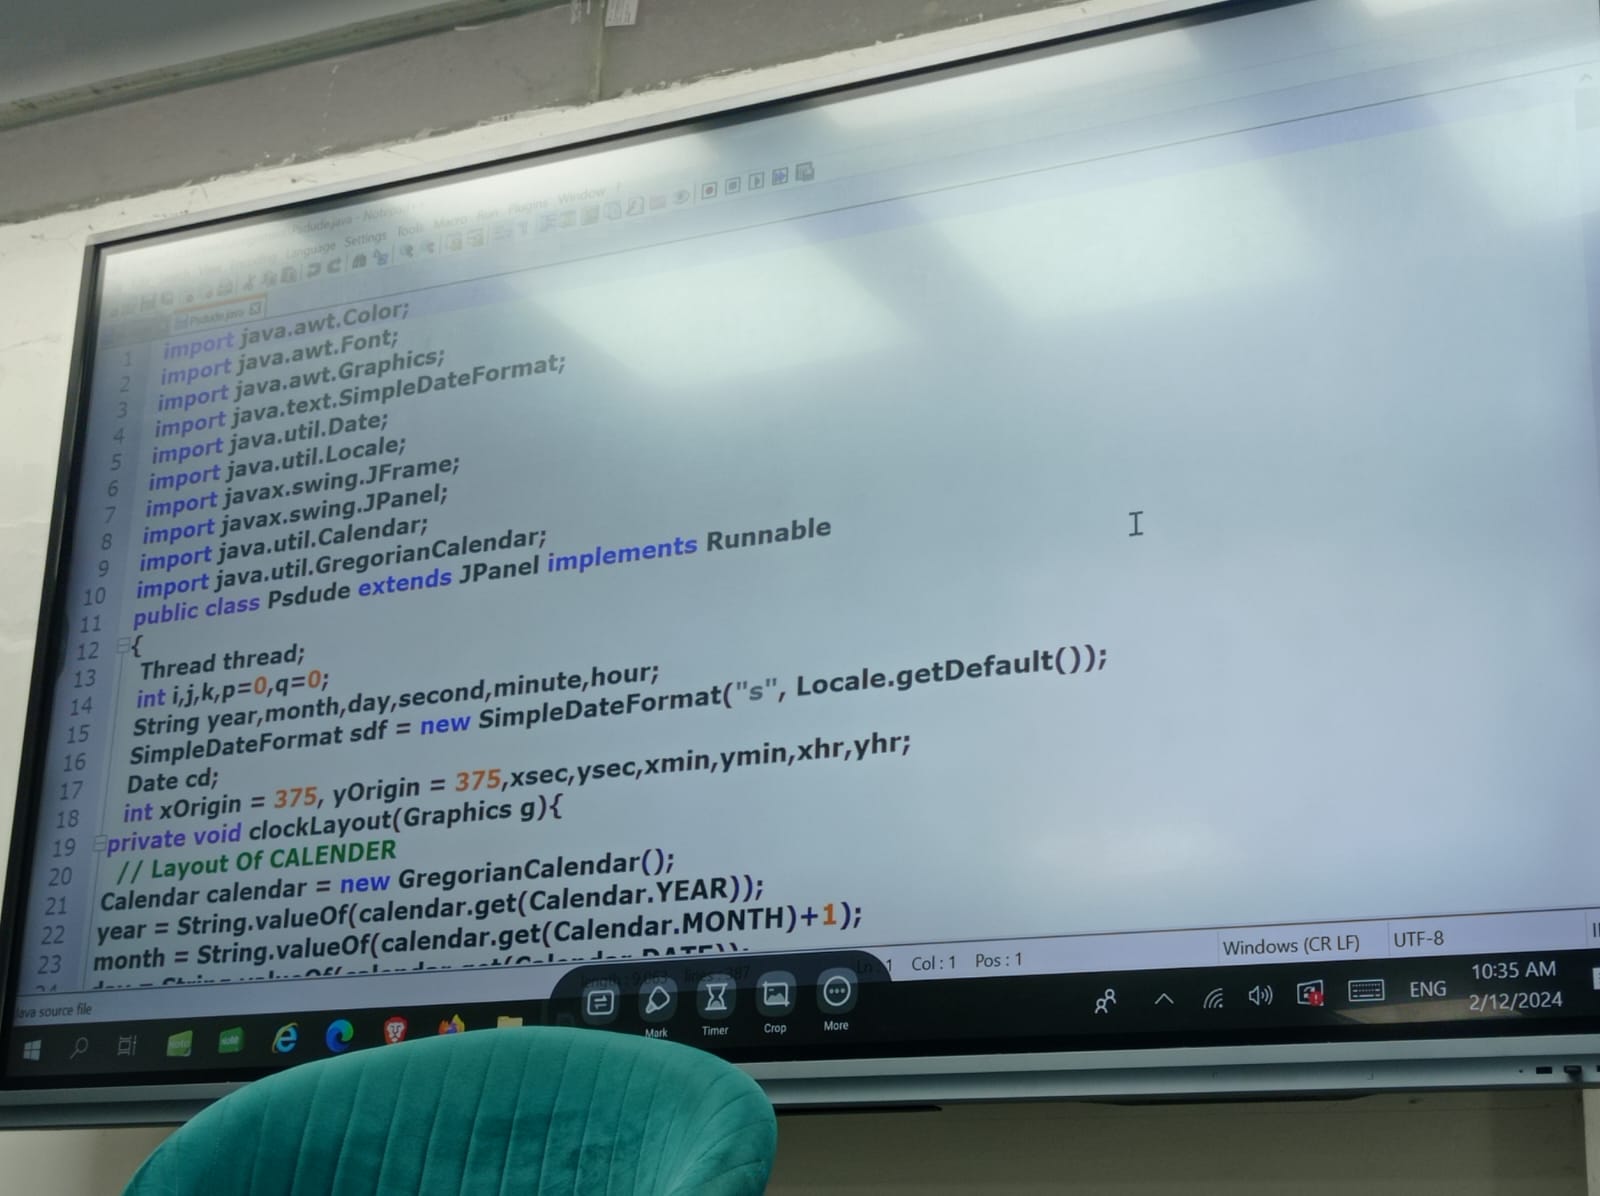 Psdude.java - Notepad
Language Settings Tools Macro Run Plugins Window
Psdude.java
1 import java.awt.Color;
2 import java.awt.Font;
3 import java.awt.Graphics;
4 import java.text.SimpleDateFormat;
5 import java.util.Date;
6 import java.util.Locale;
7 import javax.swing.JFrame;
8 import javax.swing.JPanel;
9 import java.util.Calendar;
10 import java.util.GregorianCalendar;
11 public class Psdude extends JPanel implements Runnable
12 {
13 Thread thread;
14 int i,j,k,p=0,q=0;
15 String year,month,day,second,minute,hour;
16 SimpleDateFormat sdf = new SimpleDateFormat("s", Locale.getDefault());
17 Date cd;
18 int xOrigin = 375, yOrigin = 375,xsec,ysec,xmin,ymin,xhr,yhr;
19 private void clockLayout(Graphics g){
20 // Layout Of CALENDER
21 Calendar calendar = new GregorianCalendar();
22 year = String.valueOf(calendar.get(Calendar.YEAR));
23 month = String.valueOf(calendar.get(Calendar.MONTH)+1);
Java source file
Ln : 1 Col : 1 Pos : 1
Windows (CR LF) UTF-8
Mark Timer Crop More
ENG
10:35 AM
2/12/2024